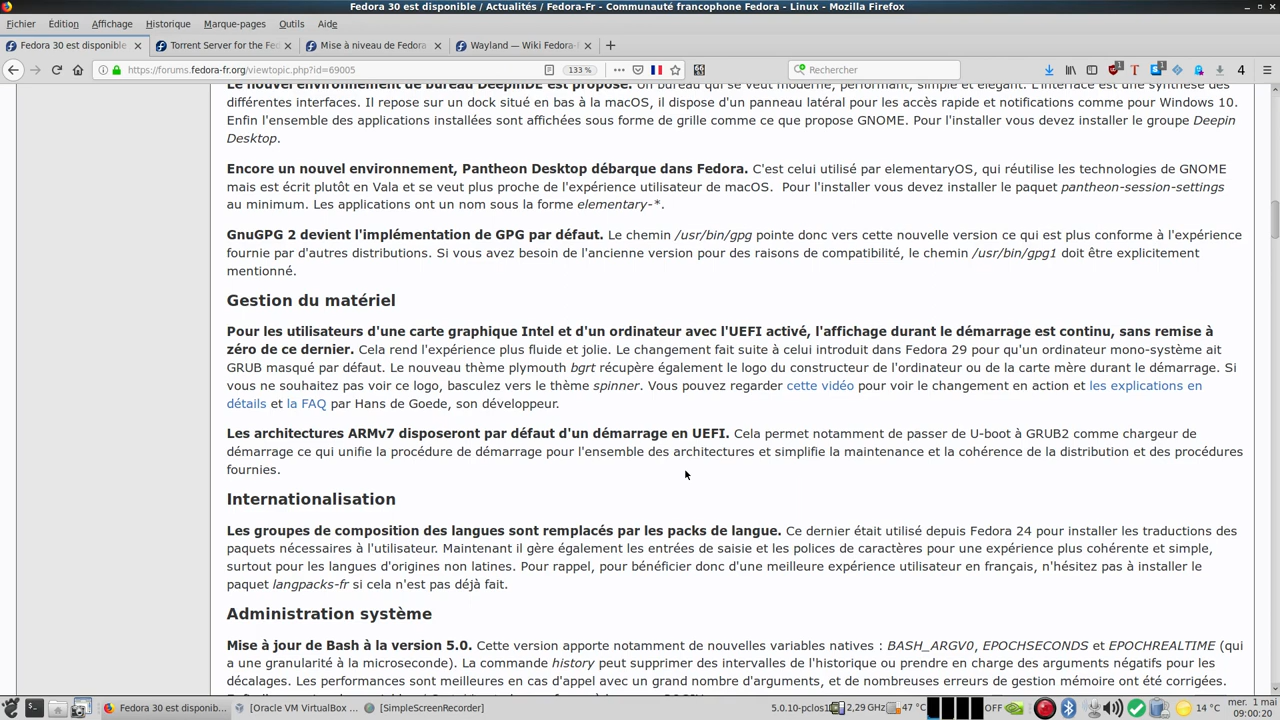 Fedora 30 est disponible / Actualités / Fedora-Fr - Communauté francophone Fedora - Linux - Mozilla Firefox
Fichier Édition Affichage Historique Marque-pages Outils Aide
Fedora 30 est disponible Torrent Server for the Fed Mise à niveau de Fedora Wayland — Wiki Fedora-
https://forums.fedora-fr.org/viewtopic.php?id=69005 133 % Rechercher 4
Le nouvel environnement de bureau DeepinDE est proposé. Un bureau qui se veut moderne, performant, simple et élégant. L'interface est une synthèse des
différentes interfaces. Il repose sur un dock situé en bas à la macOS, il dispose d'un panneau latéral pour les accès rapide et notifications comme pour Windows 10.
Enfin l'ensemble des applications installées sont affichées sous forme de grille comme ce que propose GNOME. Pour l'installer vous devez installer le groupe Deepin
Desktop.
Encore un nouvel environnement, Pantheon Desktop débarque dans Fedora. C'est celui utilisé par elementaryOS, qui réutilise les technologies de GNOME
mais est écrit plutôt en Vala et se veut plus proche de l'expérience utilisateur de macOS. Pour l'installer vous devez installer le paquet pantheon-session-settings
au minimum. Les applications ont un nom sous la forme elementary-*.
GnuGPG 2 devient l'implémentation de GPG par défaut. Le chemin /usr/bin/gpg pointe donc vers cette nouvelle version ce qui est plus conforme à l'expérience
fournie par d'autres distributions. Si vous avez besoin de l'ancienne version pour des raisons de compatibilité, le chemin /usr/bin/gpg1 doit être explicitement
mentionné.
Gestion du matériel
Pour les utilisateurs d'une carte graphique Intel et d'un ordinateur avec l'UEFI activé, l'affichage durant le démarrage est continu, sans remise à
zéro de ce dernier. Cela rend l'expérience plus fluide et jolie. Le changement fait suite à celui introduit dans Fedora 29 pour qu'un ordinateur mono-système ait
GRUB masqué par défaut. Le nouveau thème plymouth bgrt récupère également le logo du constructeur de l'ordinateur ou de la carte mère durant le démarrage. Si
vous ne souhaitez pas voir ce logo, basculez vers le thème spinner. Vous pouvez regarder cette vidéo pour voir le changement en action et les explications en
détails et la FAQ par Hans de Goede, son développeur.
Les architectures ARMv7 disposeront par défaut d'un démarrage en UEFI. Cela permet notamment de passer de U-boot à GRUB2 comme chargeur de
démarrage ce qui unifie la procédure de démarrage pour l'ensemble des architectures et simplifie la maintenance et la cohérence de la distribution et des procédures
fournies.
Internationalisation
Les groupes de composition des langues sont remplacés par les packs de langue. Ce dernier était utilisé depuis Fedora 24 pour installer les traductions des
paquets nécessaires à l'utilisateur. Maintenant il gère également les entrées de saisie et les polices de caractères pour une expérience plus cohérente et simple,
surtout pour les langues d'origines non latines. Pour rappel, pour bénéficier donc d'une meilleure expérience utilisateur en français, n'hésitez pas à installer le
paquet langpacks-fr si cela n'est pas déjà fait.
Administration système
Mise à jour de Bash à la version 5.0. Cette version apporte notamment de nouvelles variables natives : BASH_ARGV0, EPOCHSECONDS et EPOCHREALTIME (qui
a une granularité à la microseconde). La commande history peut supprimer des intervalles de l'historique ou prendre en charge des arguments négatifs pour les
décalages. Les performances sont meilleures en cas d'appel avec un grand nombre d'arguments, et de nombreuses erreurs de gestion mémoire ont été corrigées.
Fedora 30 est disponib... [Oracle VM VirtualBox ... [SimpleScreenRecorder] 5.0.10-pclos1 2,29 GHz 47 °C OFF 14 °C mer. 1 mai
09:00:20